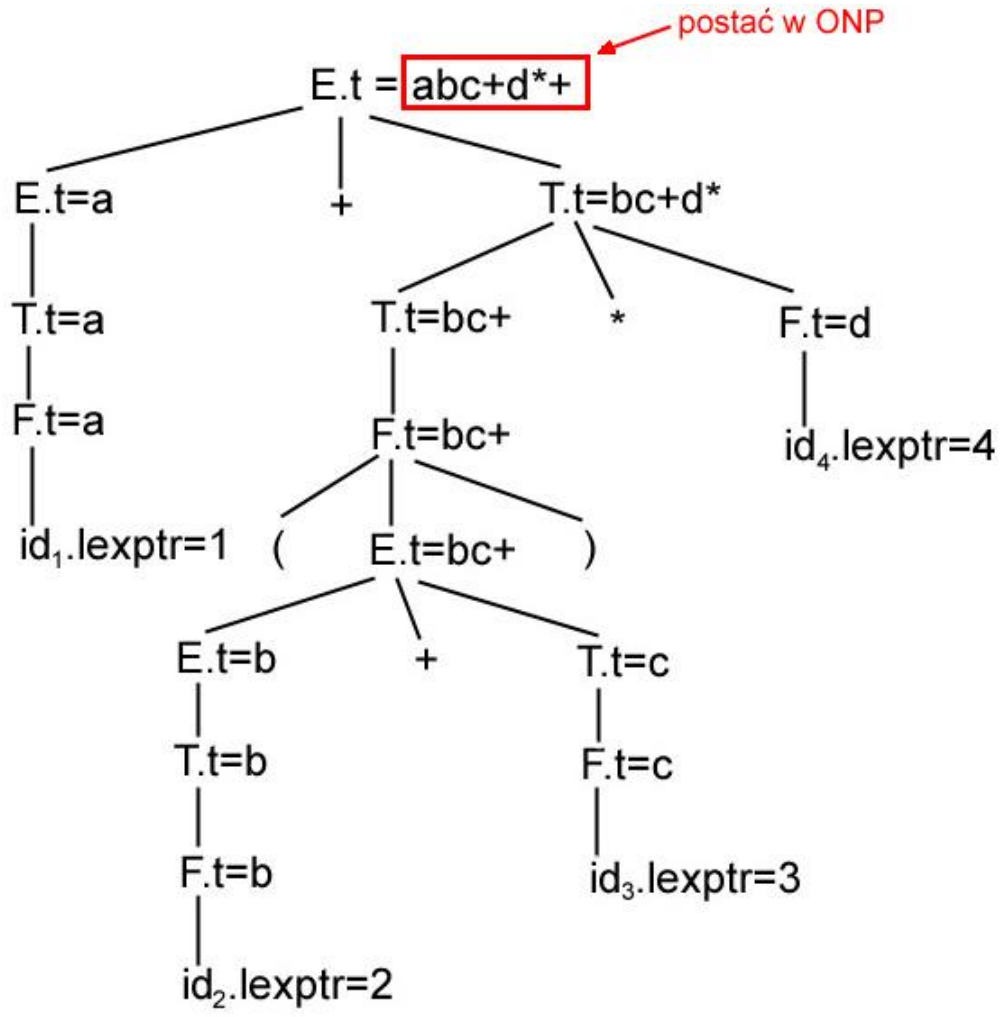 postać w ONP
E.t = abc+d*+
E.t=a + T.t=bc+d*
T.t=a T.t=bc+ * F.t=d
F.t=a F.t=bc+ id₄.lexptr=4
id₁.lexptr=1 ( E.t=bc+ )
E.t=b + T.t=c
T.t=b F.t=c
F.t=b id₃.lexptr=3
id₂.lexptr=2